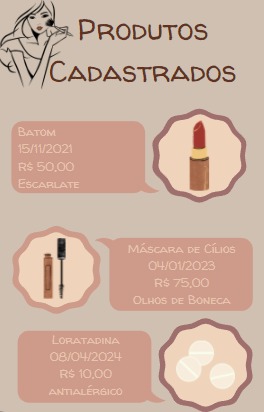 Produtos
Cadastrados
Batom
15/11/2021
R$ 50,00
Escarlate
Máscara de Cílios
04/01/2023
R$ 75,00
Olhos de Boneca
Loratadina
08/04/2024
R$ 10,00
antialérgico